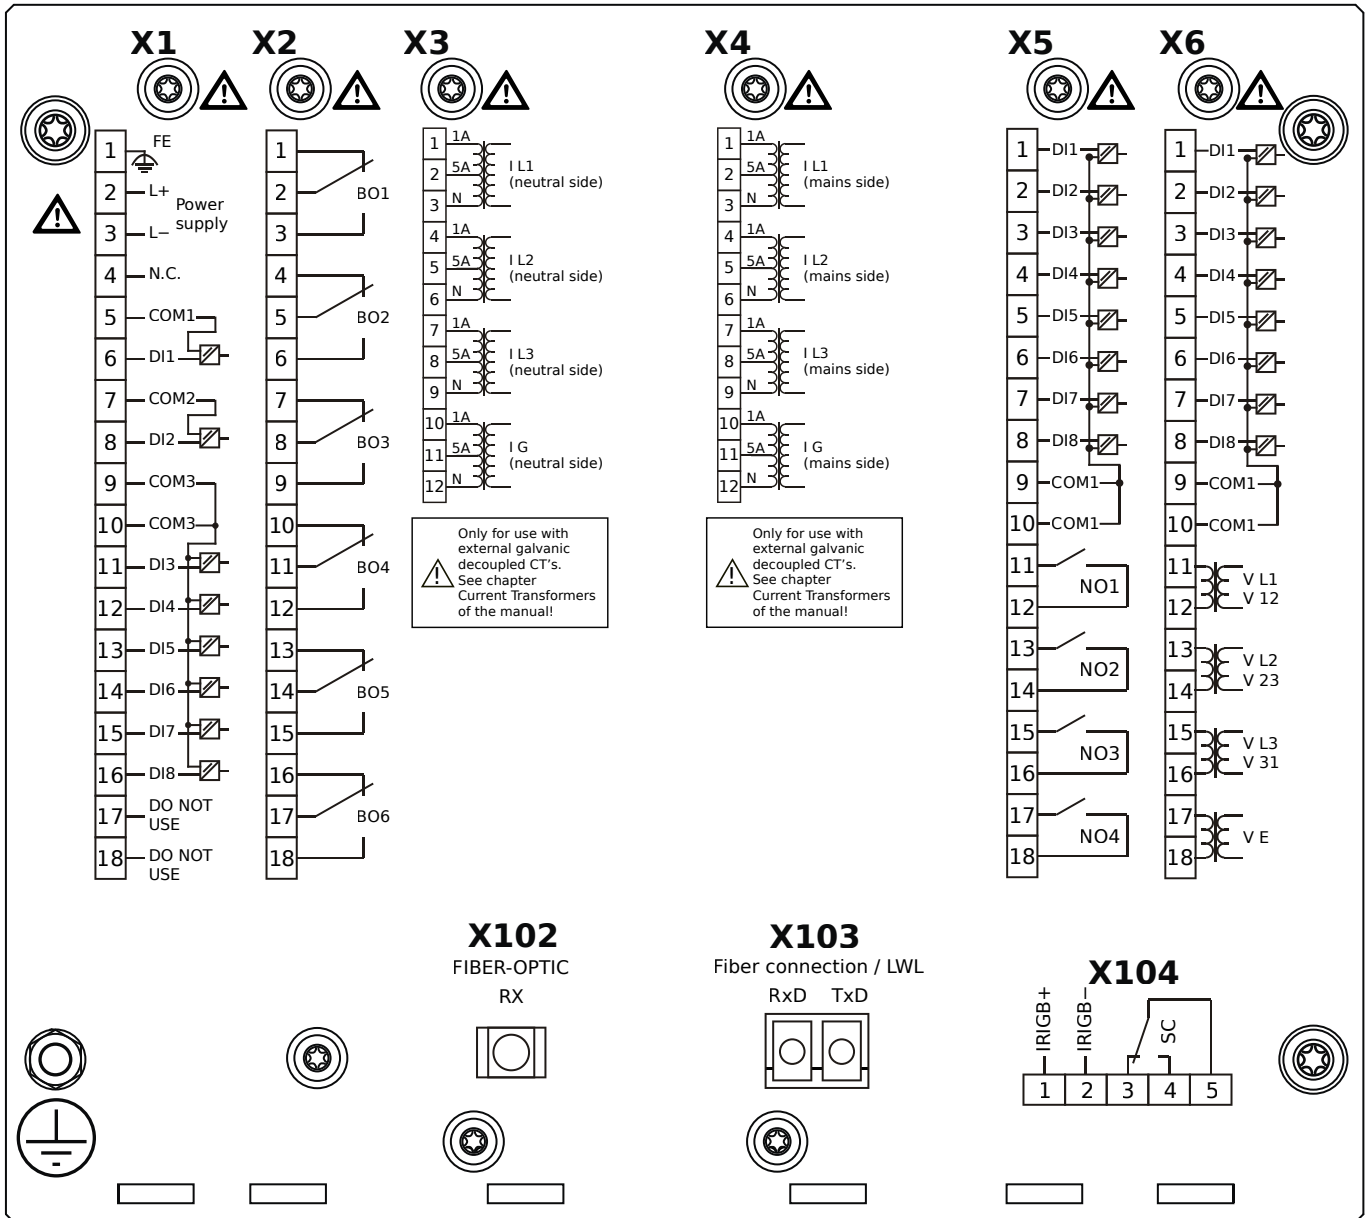 X1
X2
X3
X4
X5
X6
1
FE
2
L+
Power
supply
3
L−
4
N.C.
5
COM1
6
DI1
7
COM2
8
DI2
9
COM3
10
COM3
11
DI3
12
DI4
13
DI5
14
DI6
15
DI7
16
DI8
17
DO NOT
USE
18
DO NOT
USE
1
2
BO1
3
4
5
BO2
6
7
8
BO3
9
10
11
BO4
12
13
14
BO5
15
16
17
BO6
18
1
1A
2
5A
3
N
I L1
(neutral side)
4
1A
5
5A
6
N
I L2
(neutral side)
7
1A
8
5A
9
N
I L3
(neutral side)
10
1A
11
5A
12
N
I G
(neutral side)
Only for use with
external galvanic
decoupled CT's.
See chapter
Current Transformers
of the manual!
1
1A
2
5A
3
N
I L1
(mains side)
4
1A
5
5A
6
N
I L2
(mains side)
7
1A
8
5A
9
N
I L3
(mains side)
10
1A
11
5A
12
N
I G
(mains side)
Only for use with
external galvanic
decoupled CT's.
See chapter
Current Transformers
of the manual!
1
DI1
2
DI2
3
DI3
4
DI4
5
DI5
6
DI6
7
DI7
8
DI8
9
COM1
10
COM1
11
NO1
12
13
NO2
14
15
NO3
16
17
NO4
18
1
DI1
2
DI2
3
DI3
4
DI4
5
DI5
6
DI6
7
DI7
8
DI8
9
COM1
10
COM1
11
V L1
V 12
12
13
V L2
V 23
14
15
V L3
V 31
16
17
V E
18
X102
FIBER-OPTIC
RX
X103
Fiber connection / LWL
RxD TxD
X104
IRIGB+
IRIGB−
SC
1 2 3 4 5